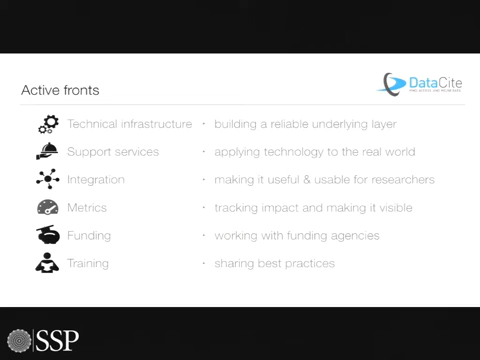 Active fronts
DataCite
Technical infrastructure · building a reliable underlying layer
Support services · applying technology to the real world
Integration · making it useful & usable for researchers
Metrics · tracking impact and making it visible
Funding · working with funding agencies
Training · sharing best practices
SSP